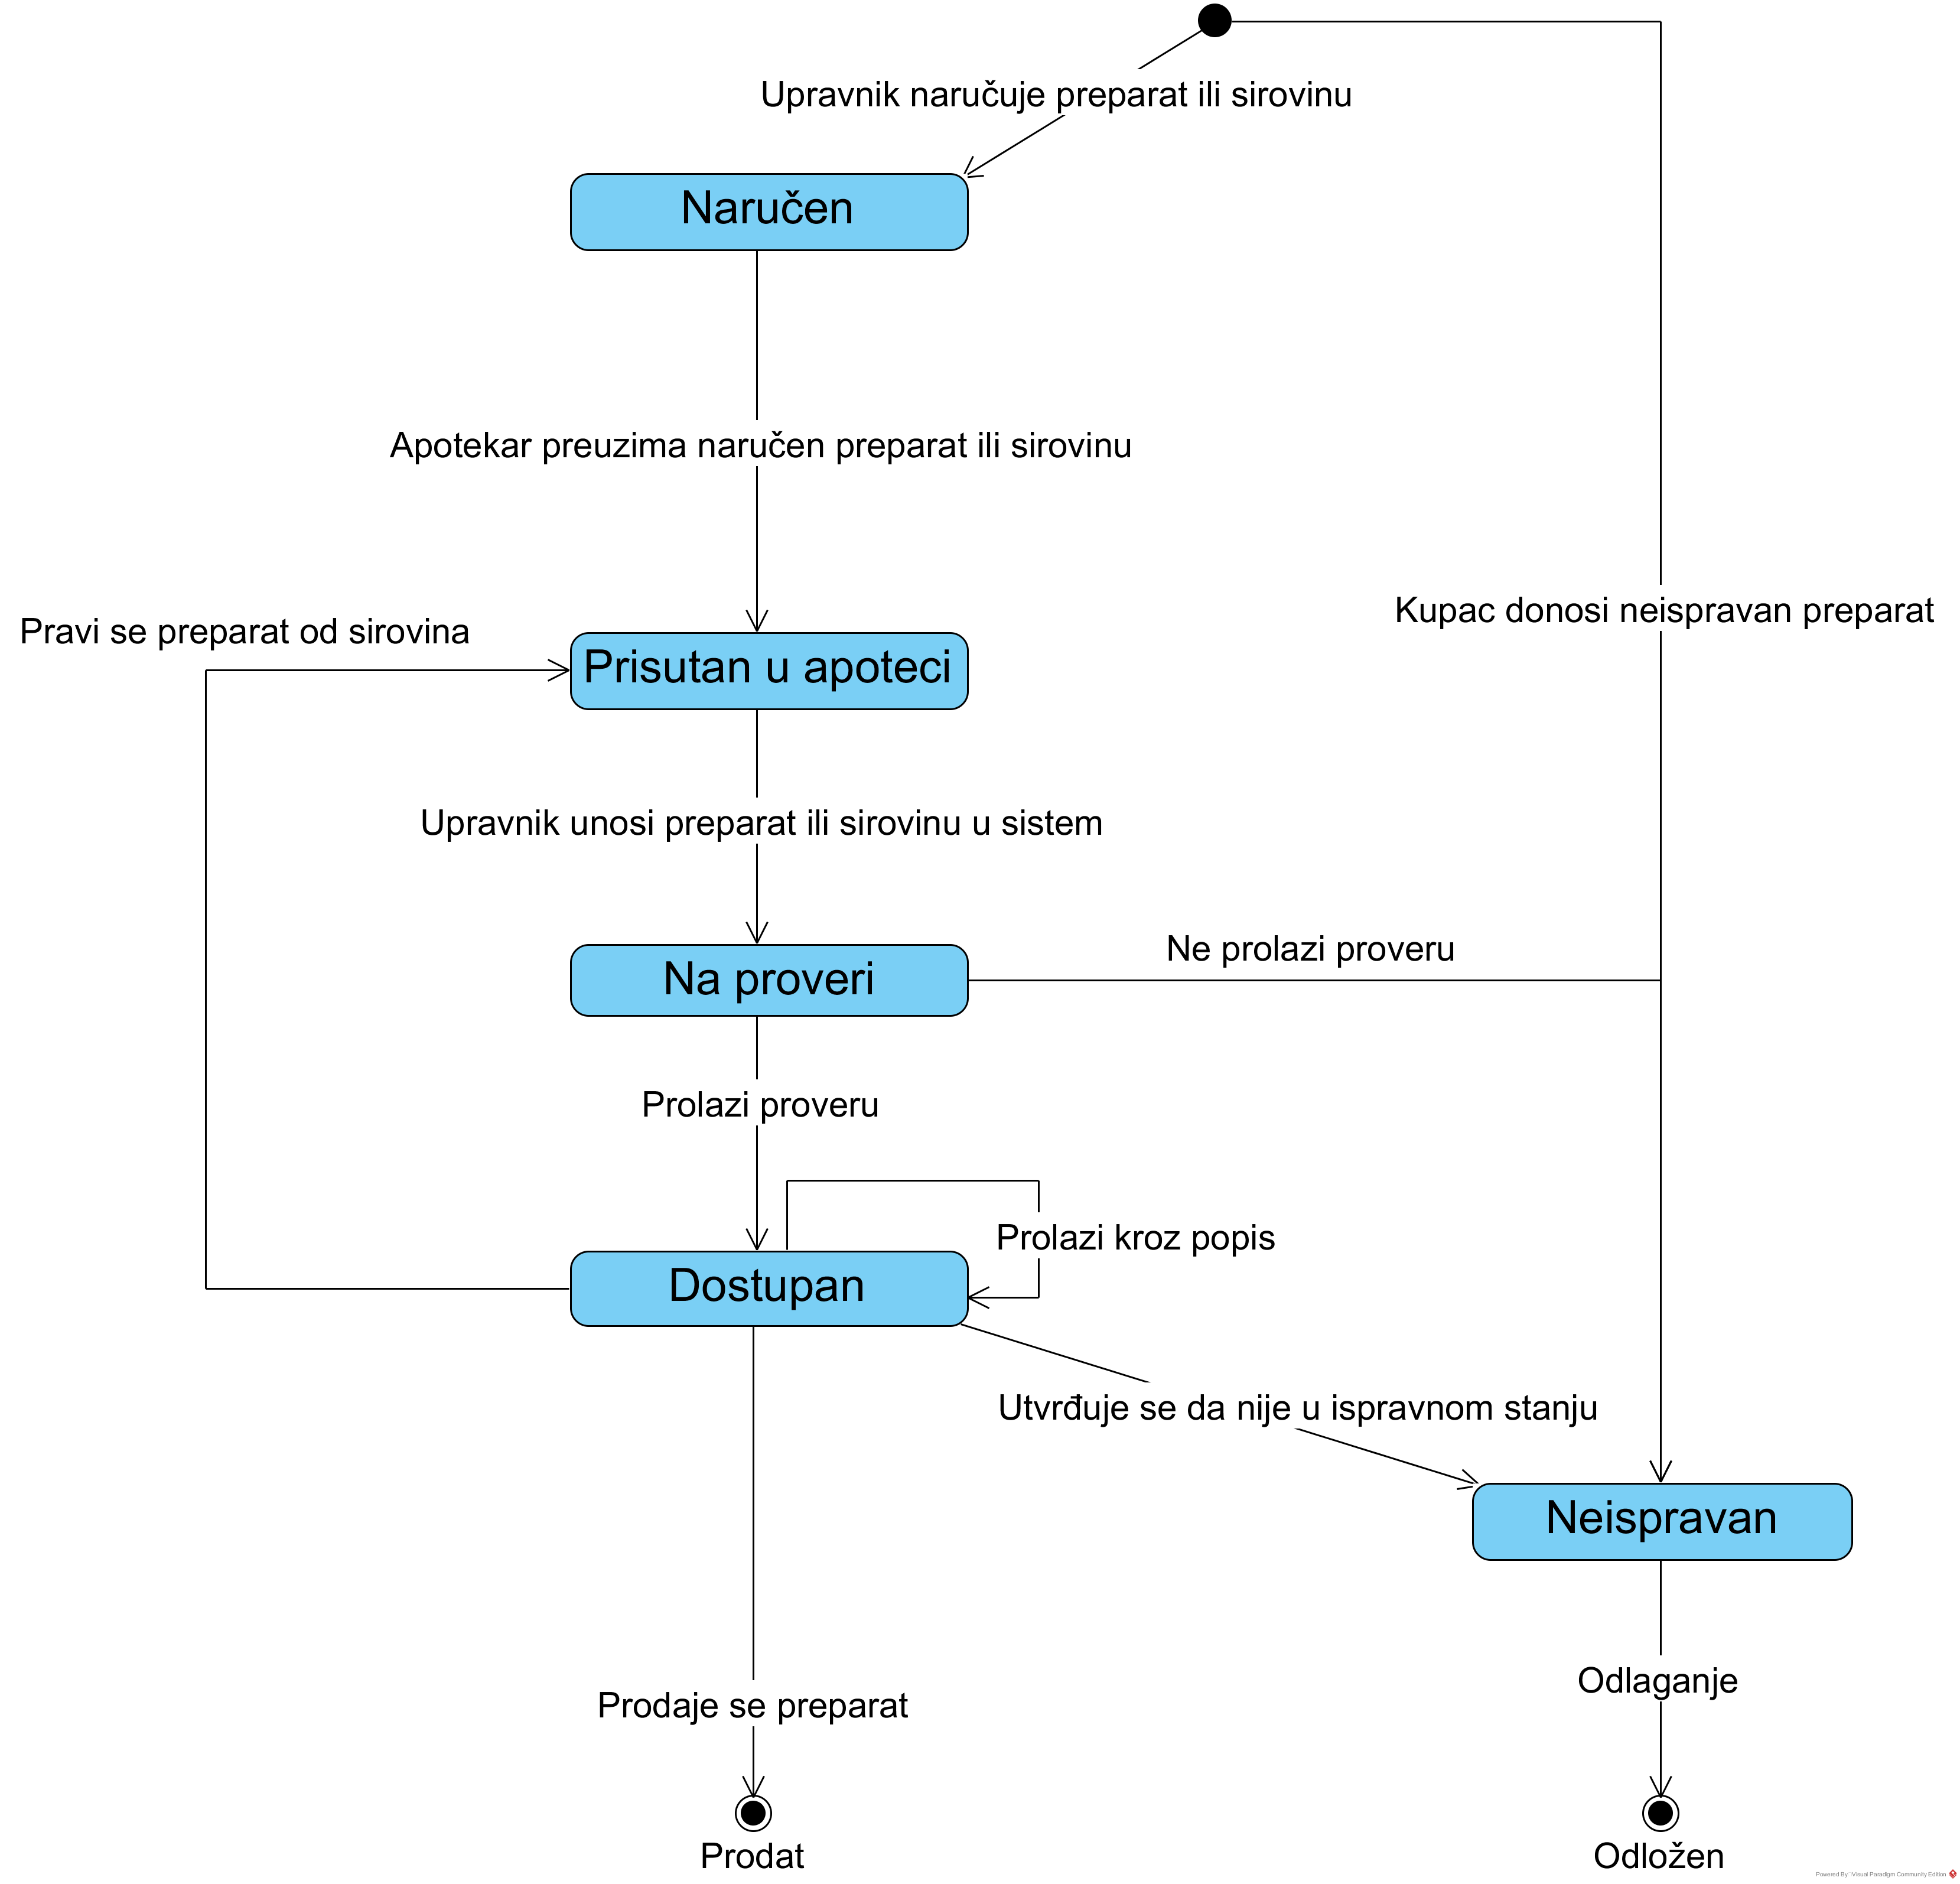 Upravnik naručuje preparat ili sirovinu
Naručen
Apotekar preuzima naručen preparat ili sirovinu
Kupac donosi neispravan preparat
Pravi se preparat od sirovina
Prisutan u apoteci
Upravnik unosi preparat ili sirovinu u sistem
Ne prolazi proveru
Na proveri
Prolazi proveru
Prolazi kroz popis
Dostupan
Utvrđuje se da nije u ispravnom stanju
Neispravan
Odlaganje
Prodaje se preparat
Prodat
Odložen
Powered By: Visual Paradigm Community Edition